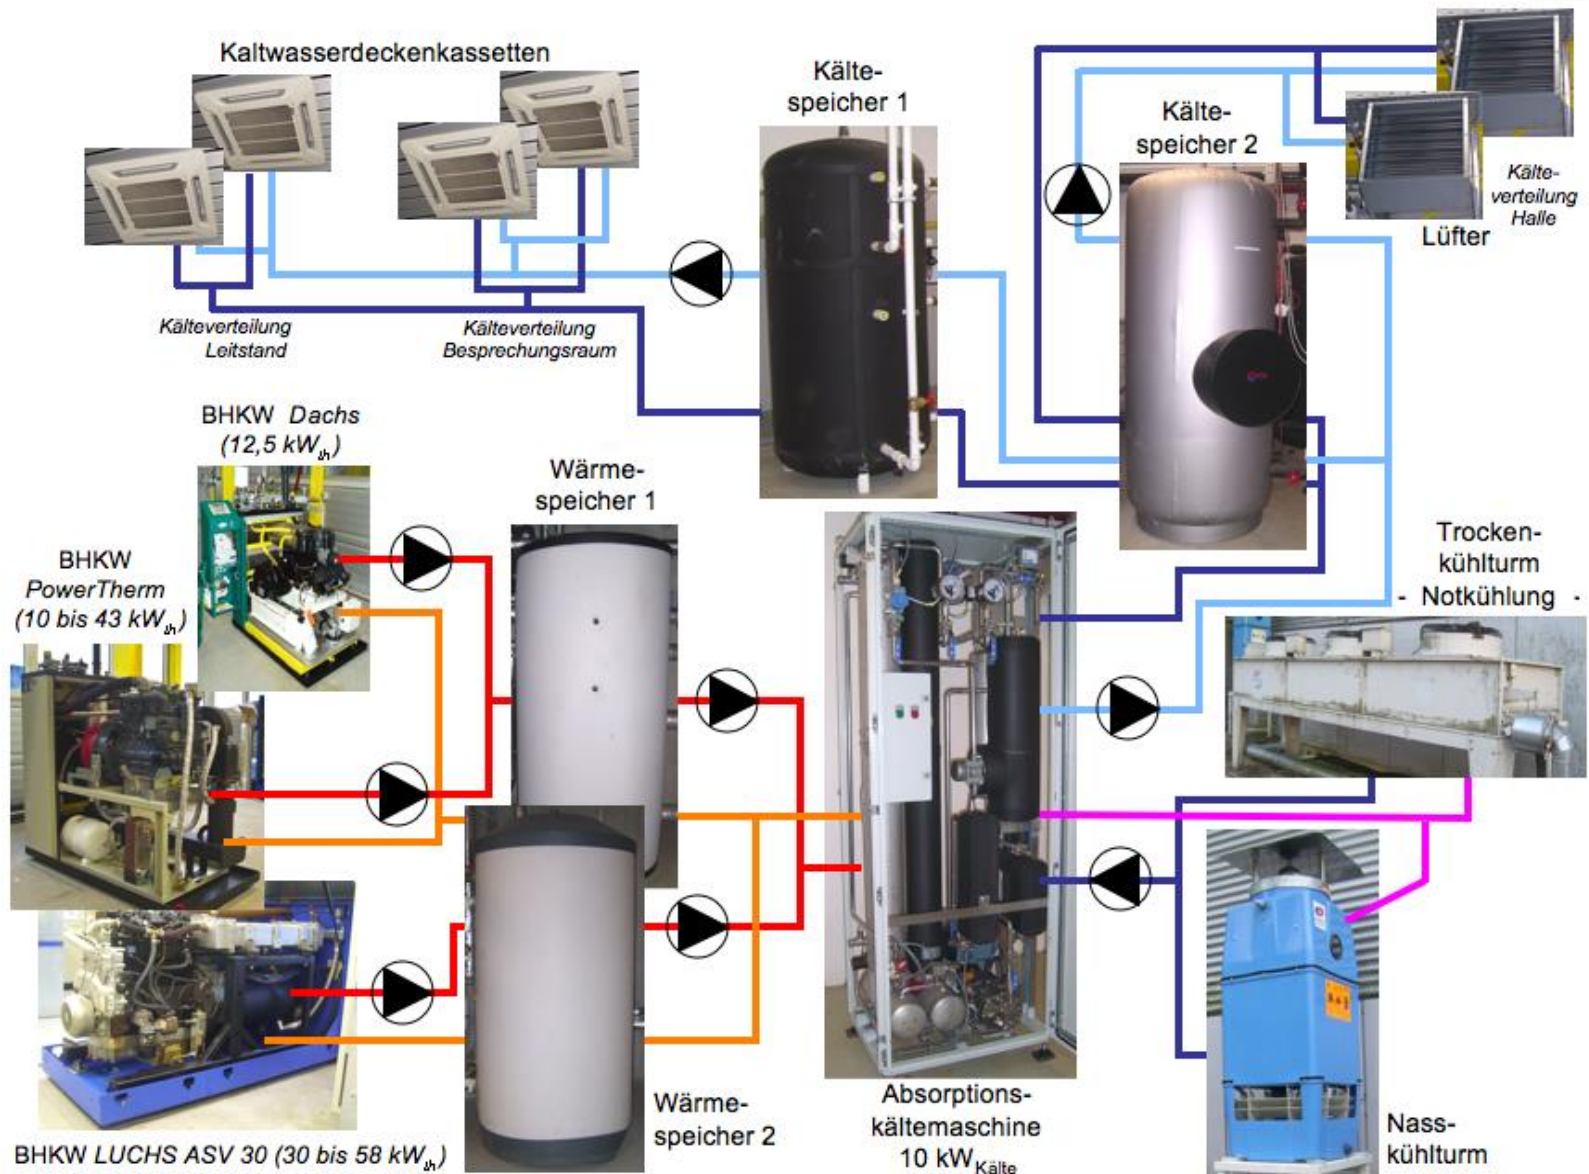 Kaltwasserdeckenkassetten
Kälte-
speicher 1
Kälte-
speicher 2
Kälte-
verteilung
Halle
Lüfter
Kälteverteilung
Leitstand
Kälteverteilung
Besprechungsraum
BHKW Dachs
(12,5 kWth)
Wärme-
speicher 1
BHKW
PowerTherm
(10 bis 43 kWth)
Trocken-
kühlturm
- Notkühlung -
Wärme-
speicher 2
Absorptions-
kältemaschine
10 kWKälte
Nass-
kühlturm
BHKW LUCHS ASV 30 (30 bis 58 kWth)